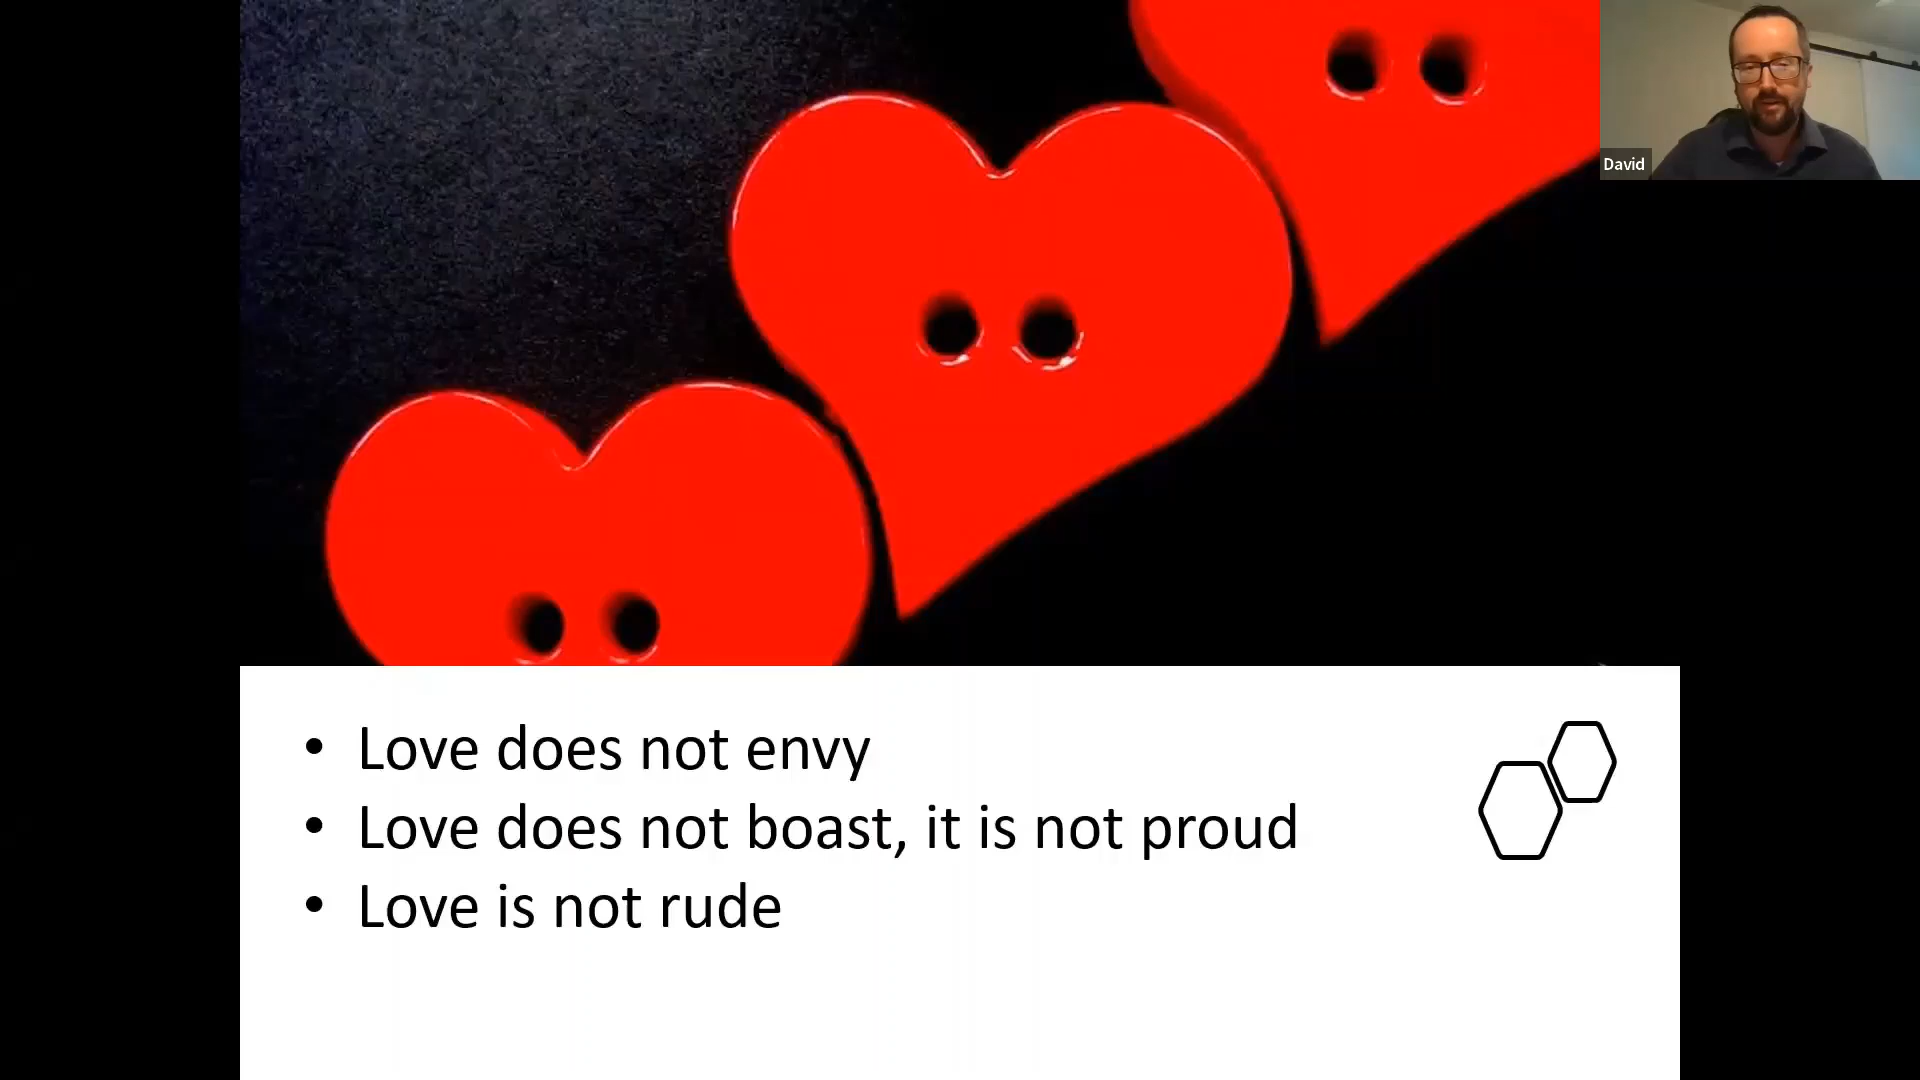 David
• Love does not envy
• Love does not boast, it is not proud
• Love is not rude